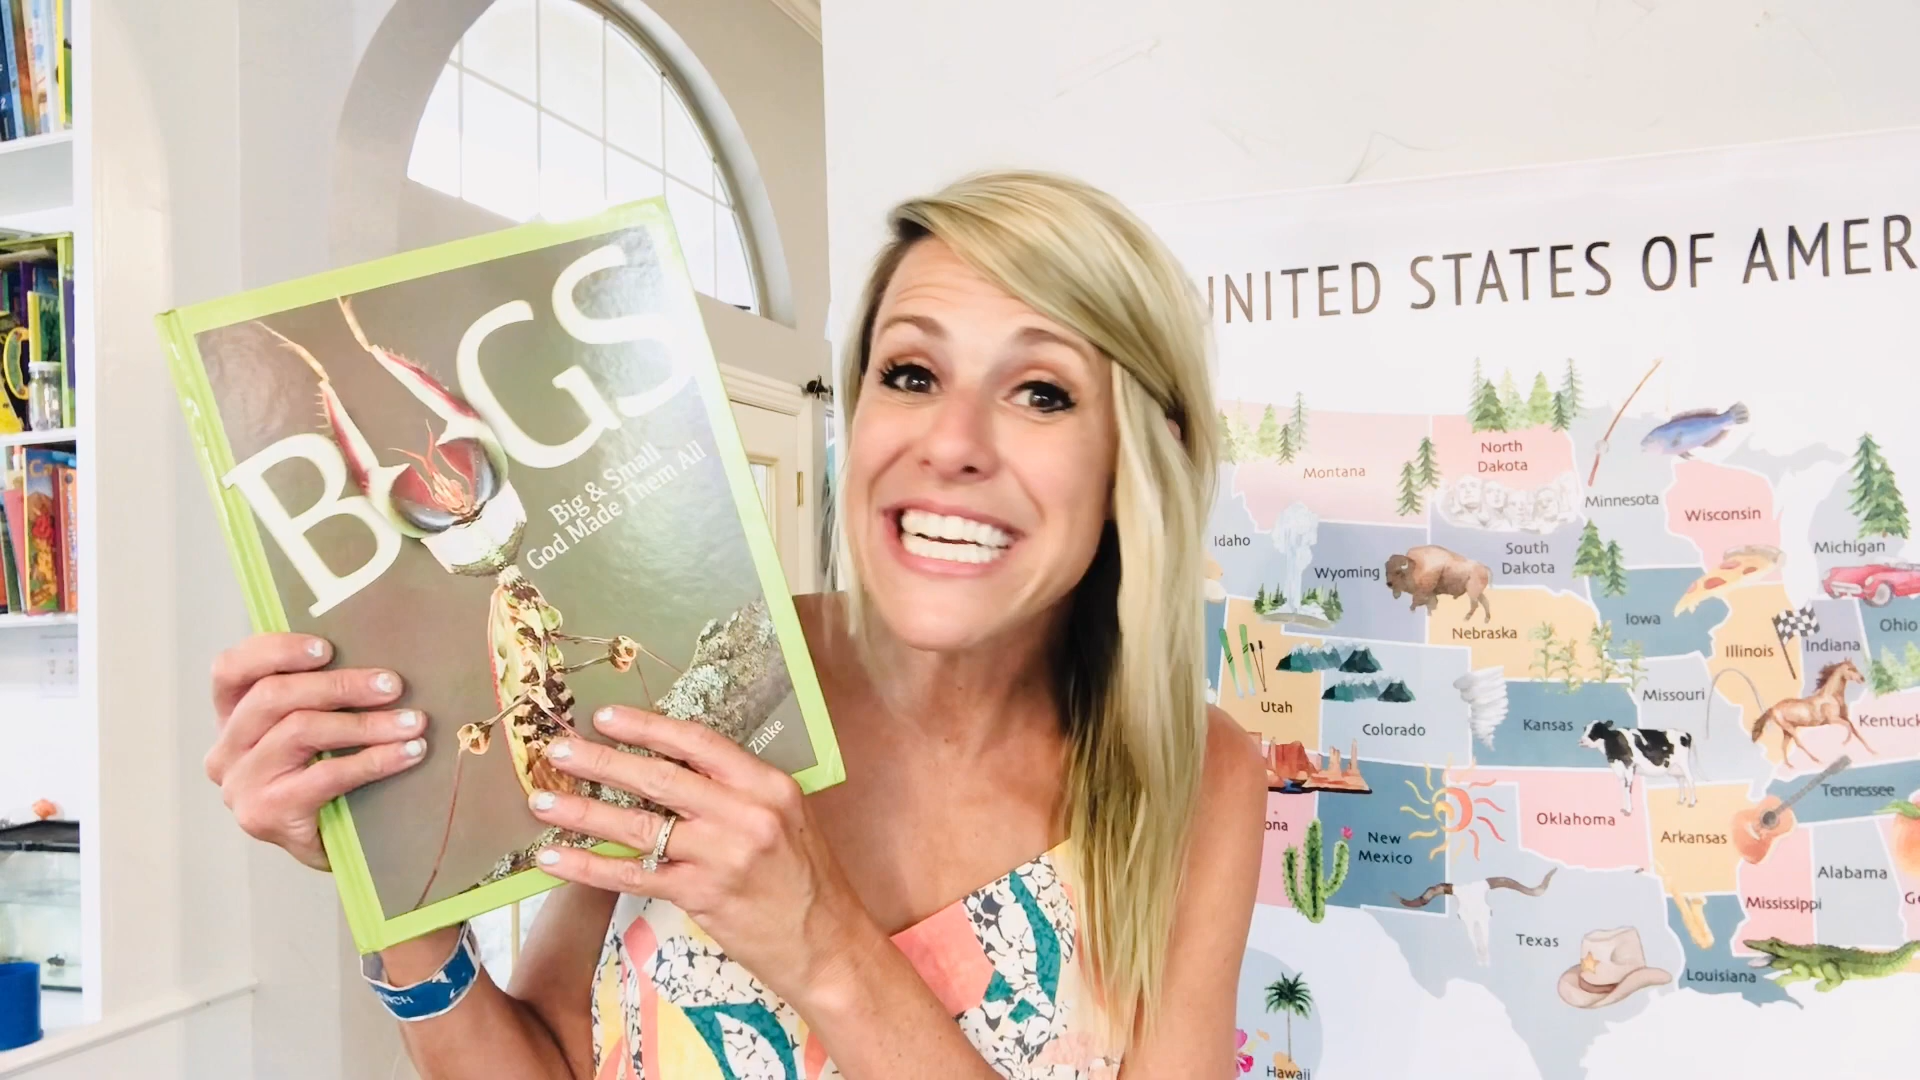 BUGS
Big & Small
God Made Them All
Zinke
UNITED STATES OF AMER
Montana
North
Dakota
Minnesota
Wisconsin
Michigan
Idaho
Wyoming
South
Dakota
Iowa
Nebraska
Illinois
Indiana
Ohio
Utah
Colorado
Kansas
Missouri
Kentuck
ona
New
Mexico
Oklahoma
Arkansas
Tennessee
Mississippi
Alabama
Ge
Texas
Louisiana
Hawaii